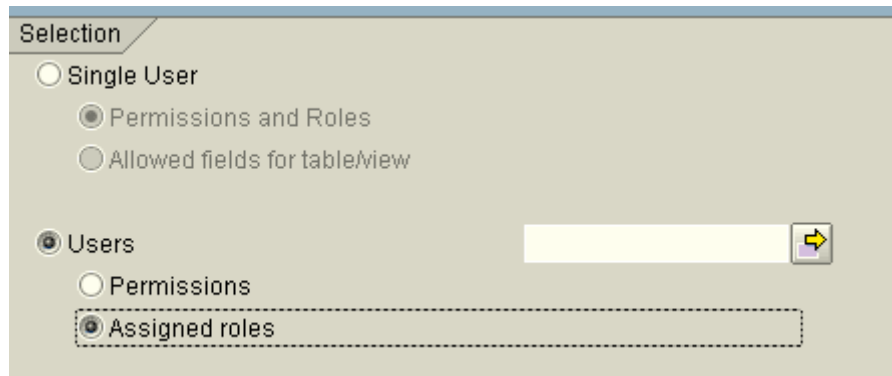 Selection
Single User
Permissions and Roles
Allowed fields for table/view
Users
Permissions
Assigned roles